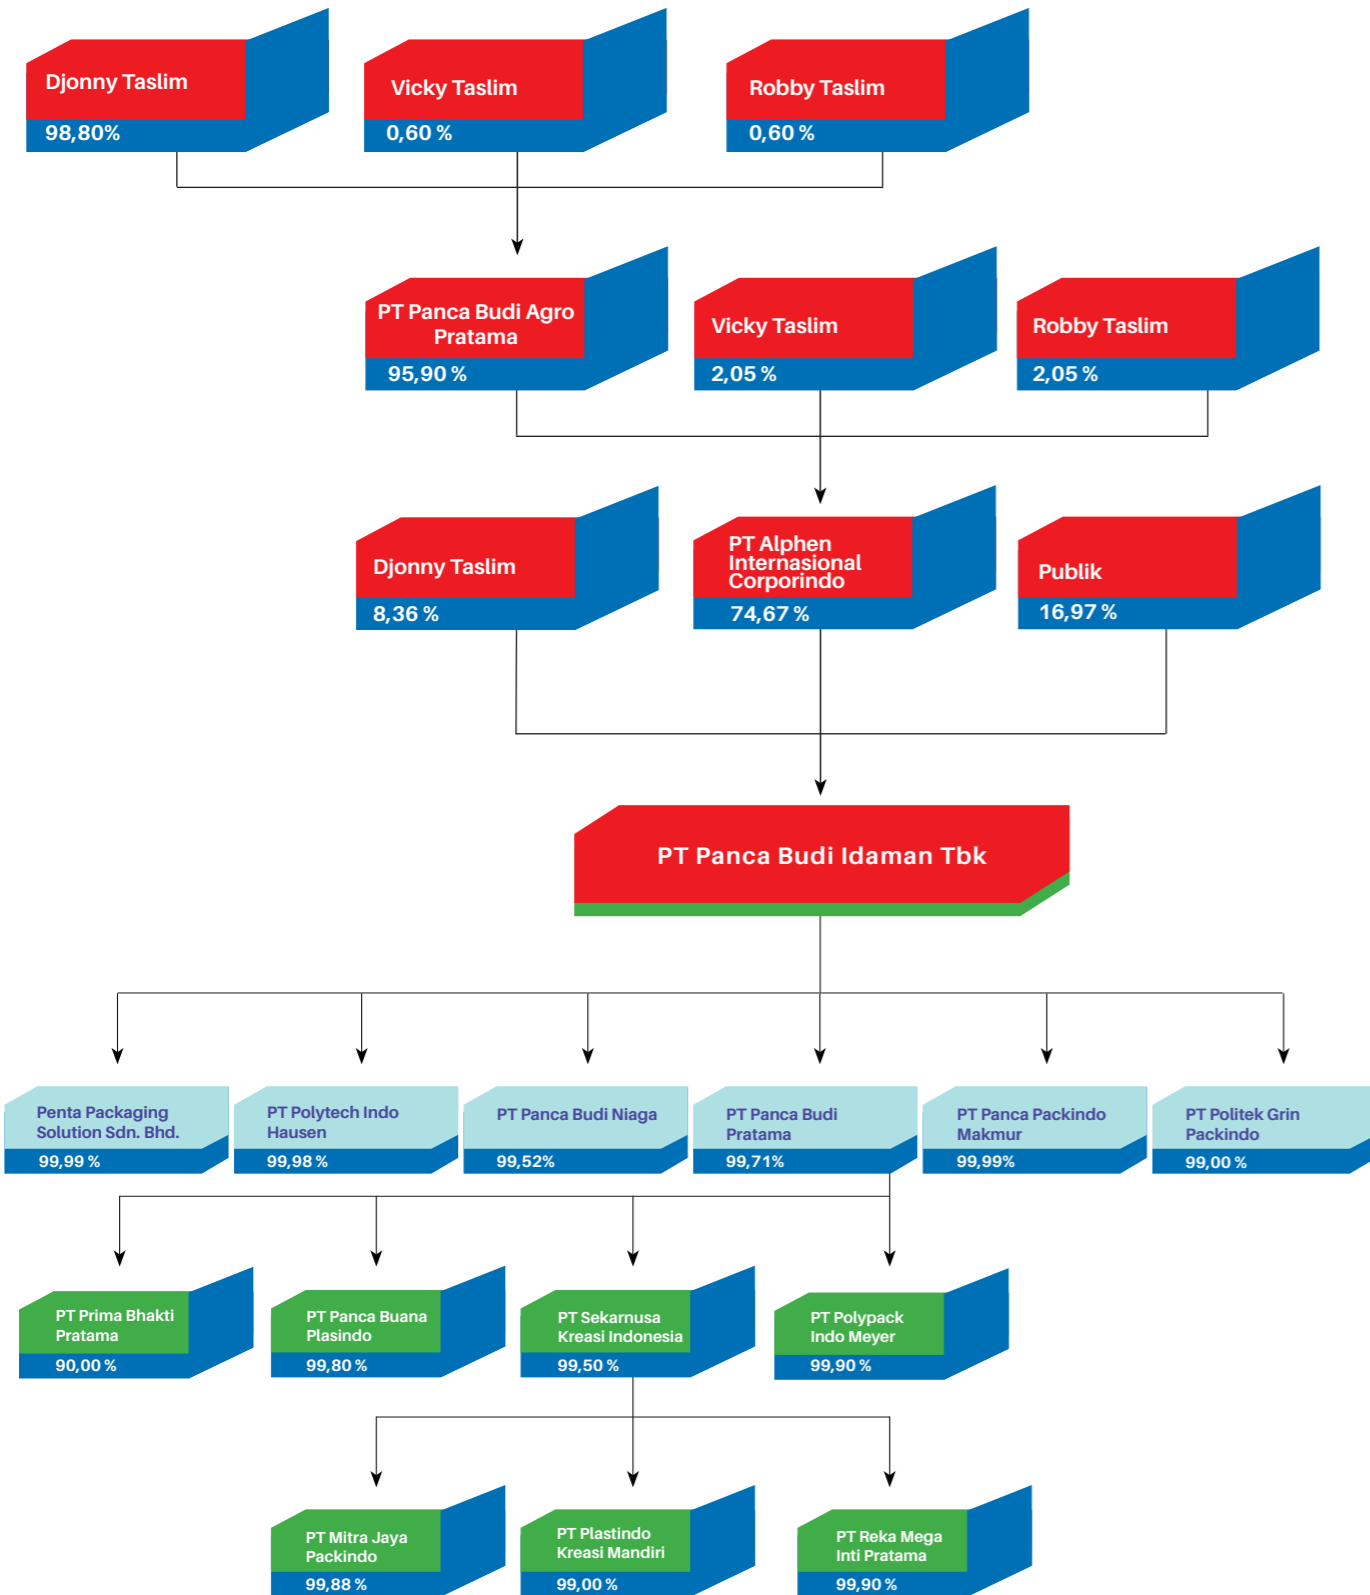 Djonny Taslim
98,80%
Vicky Taslim
0,60 %
Robby Taslim
0,60 %
PT Panca Budi Agro
Pratama
95,90 %
Vicky Taslim
2,05 %
Robby Taslim
2,05 %
Djonny Taslim
8,36 %
PT Alphen
Internasional
Corporindo
74,67 %
Publik
16,97 %
PT Panca Budi Idaman Tbk
Penta Packaging
Solution Sdn. Bhd.
99,99 %
PT Polytech Indo
Hausen
99,98 %
PT Panca Budi Niaga
99,52%
PT Panca Budi
Pratama
99,71%
PT Panca Packindo
Makmur
99,99%
PT Politek Grin
Packindo
99,00 %
PT Prima Bhakti
Pratama
90,00 %
PT Panca Buana
Plasindo
99,80 %
PT Sekarnusa
Kreasi Indonesia
99,50 %
PT Polypack
Indo Meyer
99,90 %
PT Mitra Jaya
Packindo
99,88 %
PT Plastindo
Kreasi Mandiri
99,00 %
PT Reka Mega
Inti Pratama
99,90 %